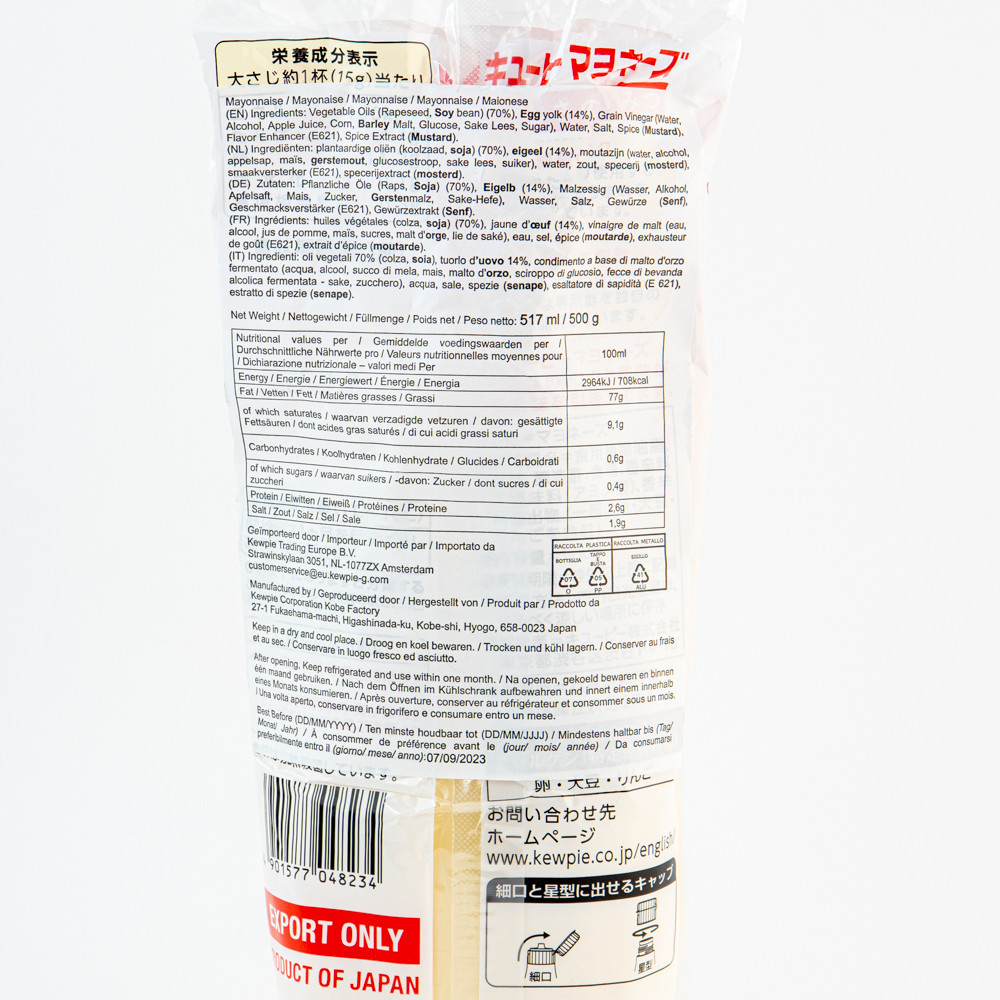 栄養成分表示
大さじ約1杯(15g)当たり
キユーピー マヨネーズ
Mayonnaise / Mayonaise / Mayonnaise / Mayonnaise / Maionese
(EN) Ingredients: Vegetable Oils (Rapeseed, Soy bean) (70%), Egg yolk (14%), Grain Vinegar (Water,
Alcohol, Apple Juice, Corn, Barley Malt, Glucose, Sake Lees, Sugar), Water, Salt, Spice (Mustard),
Flavor Enhancer (E621), Spice Extract (Mustard).
(NL) Ingrediënten: plantaardige oliën (koolzaad, soja) (70%), eigeel (14%), moutazijn (water, alcohol,
appelsap, maïs, gerstemout, glucosestroop, sake lees, suiker), water, zout, specerij (mosterd),
smaakversterker (E621), specerijextract (mosterd).
(DE) Zutaten: Pflanzliche Öle (Raps, Soja) (70%), Eigelb (14%), Malzessig (Wasser, Alkohol,
Apfelsaft, Mais, Zucker, Gerstenmalz, Sake-Hefe), Wasser, Salz, Gewürze (Senf),
Geschmacksverstärker (E621), Gewürzextrakt (Senf).
(FR) Ingrédients: huiles végétales (colza, soja) (70%), jaune d'œuf (14%), vinaigre de malt (eau,
alcool, jus de pomme, maïs, sucres, malt d'orge, lie de saké), eau, sel, épice (moutarde), exhausteur
de goût (E621), extrait d'épice (moutarde).
(IT) Ingredienti: oli vegetali 70% (colza, soia), tuorlo d'uovo 14%, condimento a base di malto d'orzo
fermentato (acqua, alcool, succo di mela, mais, malto d'orzo, sciroppo di glucosio, fecce di bevanda
alcolica fermentata - sake, zucchero), acqua, sale, spezie (senape), esaltatore di sapidità (E 621),
estratto di spezie (senape).
Net Weight / Nettogewicht / Füllmenge / Poids net / Peso netto: 517 ml / 500 g
Nutritional values per / Gemiddelde voedingswaarden per /
Durchschnittliche Nährwerte pro / Valeurs nutritionnelles moyennes pour
/ Dichiarazione nutrizionale – valori medi Per
100ml
Energy / Energie / Energiewert / Énergie / Energia 2964kJ / 708kcal
Fat / Vetten / Fett / Matières grasses / Grassi 77g
of which saturates / waarvan verzadigde vetzuren / davon: gesättigte
Fettsäuren / dont acides gras saturés / di cui acidi grassi saturi
9,1g
Carbonhydrates / Koolhydraten / Kohlenhydrate / Glucides / Carboidrati 0,6g
of which sugars / waarvan suikers / -davon: Zucker / dont sucres / di cui
zuccheri
0,4g
Protein / Eiwitten / Eiweiß / Protéines / Proteine 2,6g
Salt / Zout / Salz / Sel / Sale 1,9g
Geïmporteerd door / Importeur / Importé par / Importato da
Kewpie Trading Europe B.V.
Strawinskylaan 3051, NL-1077ZX Amsterdam
customerservice@eu.kewpie-g.com
RACCOLTA PLASTICA RACCOLTA METALLO
BOTTIGLIA TAPPO E BUSTA SIGILLO
07 05 41
O PP ALU
Manufactured by / Geproduceerd door / Hergestellt von / Produit par / Prodotto da
Kewpie Corporation Kobe Factory
27-1 Fukaehama-machi, Higashinada-ku, Kobe-shi, Hyogo, 658-0023 Japan
Keep in a dry and cool place. / Droog en koel bewaren. / Trocken und kühl lagern. / Conserver au frais
et au sec. / Conservare in luogo fresco ed asciutto.
After opening, Keep refrigerated and use within one month. / Na openen, gekoeld bewaren en binnen
één maand gebruiken. / Nach dem Öffnen im Kühlschrank aufbewahren und innert einem innerhalb
eines Monats konsumieren. / Après ouverture, conserver au réfrigérateur et consommer sous un mois.
/ Una volta aperto, conservare in frigorifero e consumare entro un mese.
Best Before (DD/MM/YYYY) / Ten minste houdbaar tot (DD/MM/JJJJ) / Mindestens haltbar bis (Tag/
Monat/ Jahr) / À consommer de préférence avant le (jour/ mois/ année) / Da consumarsi
preferibilmente entro il (giorno/ mese/ anno):07/09/2023
しています。
卵・大豆・りんご
お問い合わせ先
ホームページ
www.kewpie.co.jp/english/
4901577 048234
細口と星型に出せるキャップ
細口
星型
EXPORT ONLY
PRODUCT OF JAPAN